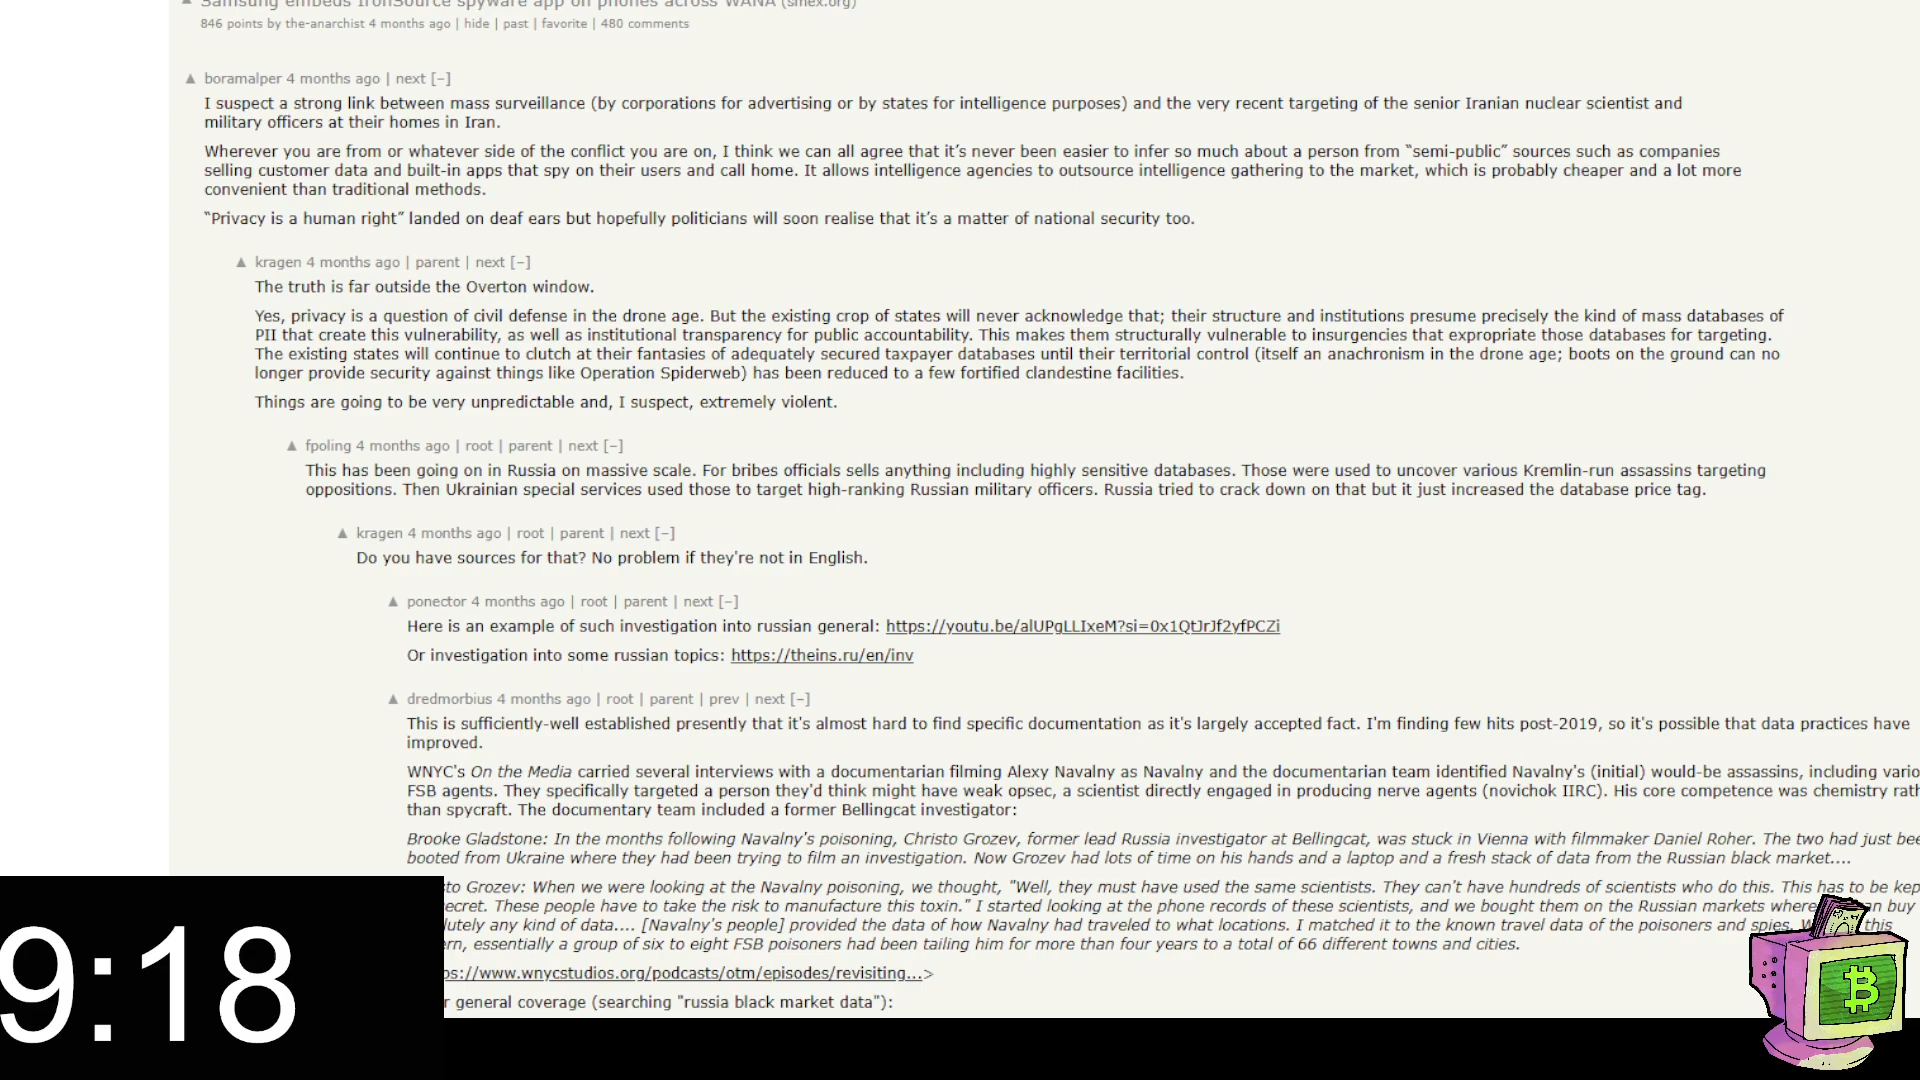 Samsung embeds IronSource spyware app on phones across WANA (smex.org)
846 points by the-anarchist 4 months ago | hide | past | favorite | 480 comments
boramalper 4 months ago | next [–]
I suspect a strong link between mass surveillance (by corporations for advertising or by states for intelligence purposes) and the very recent targeting of the senior Iranian nuclear scientist and
military officers at their homes in Iran.
Wherever you are from or whatever side of the conflict you are on, I think we can all agree that it’s never been easier to infer so much about a person from “semi-public” sources such as companies
selling customer data and built-in apps that spy on their users and call home. It allows intelligence agencies to outsource intelligence gathering to the market, which is probably cheaper and a lot more
convenient than traditional methods.
“Privacy is a human right” landed on deaf ears but hopefully politicians will soon realise that it’s a matter of national security too.
kragen 4 months ago | parent | next [–]
The truth is far outside the Overton window.
Yes, privacy is a question of civil defense in the drone age. But the existing crop of states will never acknowledge that; their structure and institutions presume precisely the kind of mass databases of
PII that create this vulnerability, as well as institutional transparency for public accountability. This makes them structurally vulnerable to insurgencies that expropriate those databases for targeting.
The existing states will continue to clutch at their fantasies of adequately secured taxpayer databases until their territorial control (itself an anachronism in the drone age; boots on the ground can no
longer provide security against things like Operation Spiderweb) has been reduced to a few fortified clandestine facilities.
Things are going to be very unpredictable and, I suspect, extremely violent.
fpoling 4 months ago | root | parent | next [–]
This has been going on in Russia on massive scale. For bribes officials sells anything including highly sensitive databases. Those were used to uncover various Kremlin-run assassins targeting
oppositions. Then Ukrainian special services used those to target high-ranking Russian military officers. Russia tried to crack down on that but it just increased the database price tag.
kragen 4 months ago | root | parent | next [–]
Do you have sources for that? No problem if they're not in English.
ponector 4 months ago | root | parent | next [–]
Here is an example of such investigation into russian general: https://youtu.be/alUPgLLIxeM?si=0x1QtJrJf2yfPCZi
Or investigation into some russian topics: https://theins.ru/en/inv
dredmorbius 4 months ago | root | parent | prev | next [–]
This is sufficiently-well established presently that it's almost hard to find specific documentation as it's largely accepted fact. I'm finding few hits post-2019, so it's possible that data practices have
improved.
WNYC's On the Media carried several interviews with a documentarian filming Alexy Navalny as Navalny and the documentarian team identified Navalny's (initial) would-be assassins, including vario
FSB agents. They specifically targeted a person they'd think might have weak opsec, a scientist directly engaged in producing nerve agents (novichok IIRC). His core competence was chemistry rath
than spycraft. The documentary team included a former Bellingcat investigator:
Brooke Gladstone: In the months following Navalny's poisoning, Christo Grozev, former lead Russia investigator at Bellingcat, was stuck in Vienna with filmmaker Daniel Roher. The two had just bee
booted from Ukraine where they had been trying to film an investigation. Now Grozev had lots of time on his hands and a laptop and a fresh stack of data from the Russian black market....
sto Grozev: When we were looking at the Navalny poisoning, we thought, "Well, they must have used the same scientists. They can't have hundreds of scientists who do this. This has to be kep
ecret. These people have to take the risk to manufacture this toxin." I started looking at the phone records of these scientists, and we bought them on the Russian markets where an buy
lutely any kind of data.... [Navalny's people] provided the data of how Navalny had traveled to what locations. I matched it to the known travel data of the poisoners and spies. this
ern, essentially a group of six to eight FSB poisoners had been tailing him for more than four years to a total of 66 different towns and cities.
ps://www.wnycstudios.org/podcasts/otm/episodes/revisiting...>
r general coverage (searching "russia black market data"):
9:18